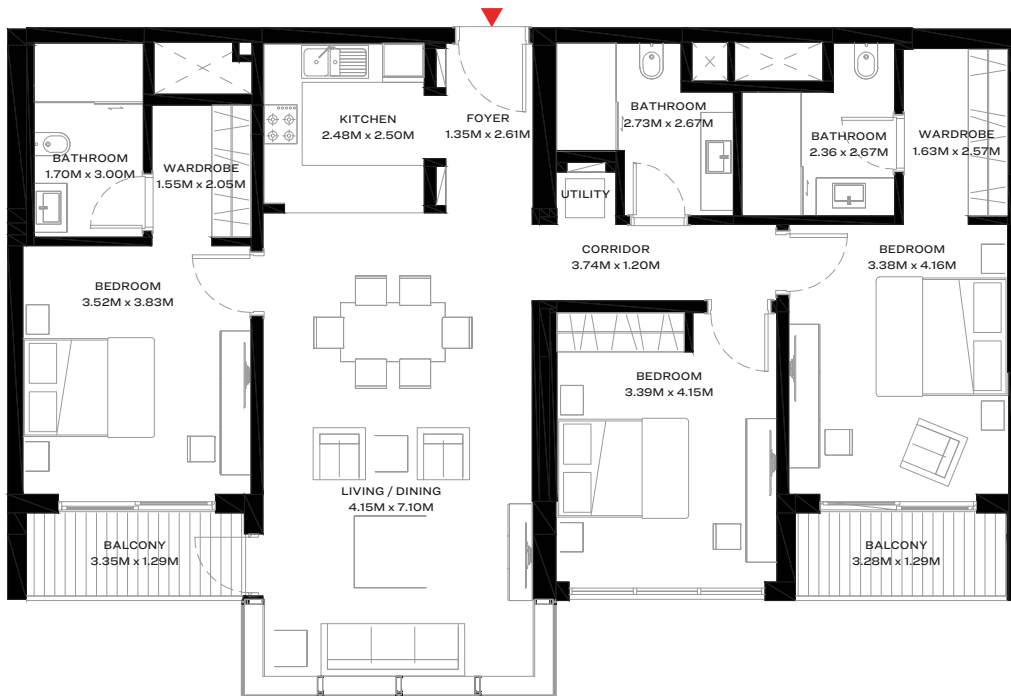 KITCHEN
2.48M x 2.50M
FOYER
1.35M x 2.61M
BATHROOM
2.73M x 2.67M
BATHROOM
2.36 x 2.67M
WARDROBE
1.63M x 2.57M
BATHROOM
1.70M x 3.00M
WARDROBE
1.55M x 2.05M
UTILITY
CORRIDOR
3.74M x 1.20M
BEDROOM
3.38M x 4.16M
BEDROOM
3.52M x 3.83M
BEDROOM
3.39M x 4.15M
LIVING / DINING
4.15M x 7.10M
BALCONY
3.35M x 1.29M
BALCONY
3.28M x 1.29M